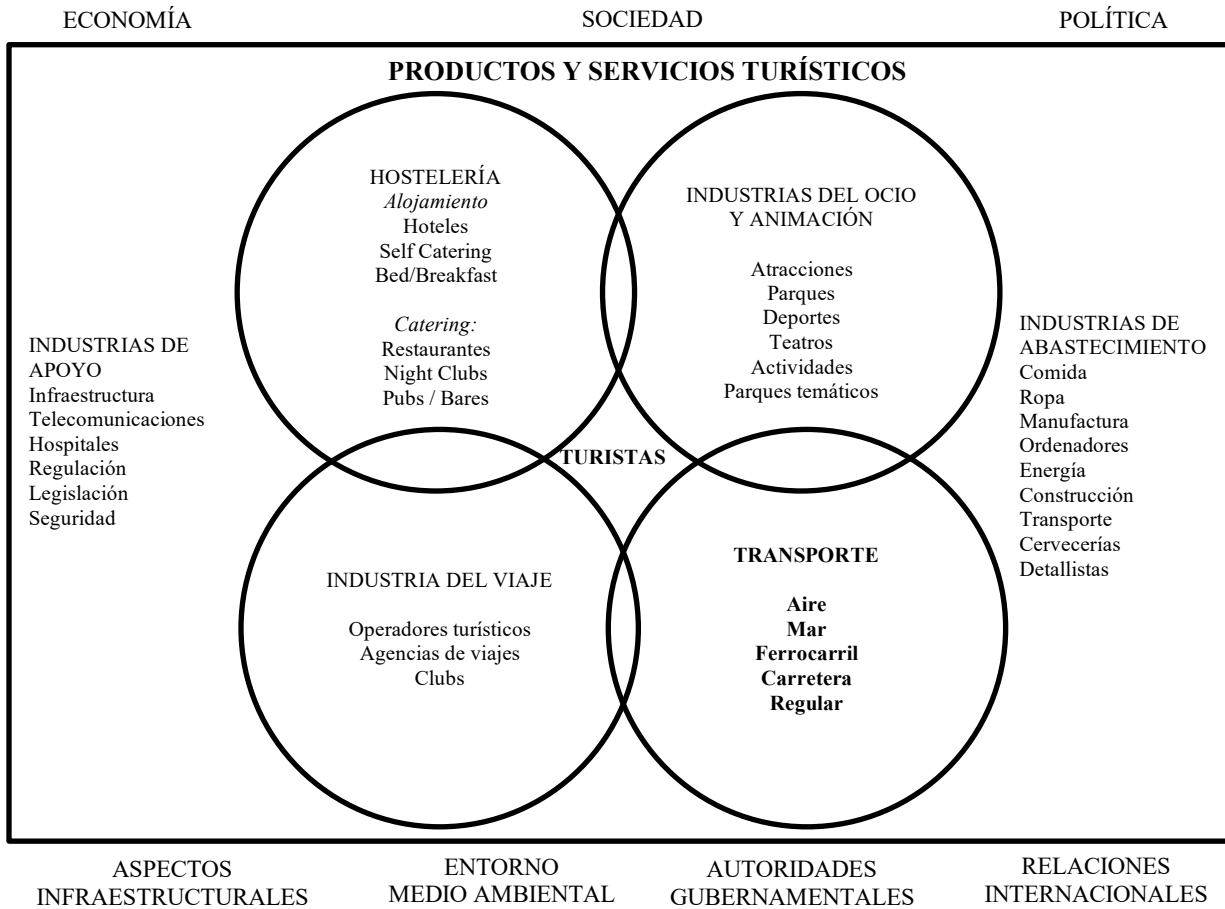 ECONOMÍA
SOCIEDAD
POLÍTICA
PRODUCTOS Y SERVICIOS TURÍSTICOS
HOSTELERÍA
Alojamiento
Hoteles
Self Catering
Bed/Breakfast
Catering:
Restaurantes
Night Clubs
Pubs / Bares
INDUSTRIAS DEL OCIO
Y ANIMACIÓN
Atracciones
Parques
Deportes
Teatros
Actividades
Parques temáticos
INDUSTRIAS DE
APOYO
Infraestructura
Telecomunicaciones
Hospitales
Regulación
Legislación
Seguridad
TURISTAS
INDUSTRIAS DE
ABASTECIMIENTO
Comida
Ropa
Manufactura
Ordenadores
Energía
Construcción
Transporte
Cervecerías
Detallistas
INDUSTRIA DEL VIAJE
Operadores turísticos
Agencias de viajes
Clubs
TRANSPORTE
Aire
Mar
Ferrocarril
Carretera
Regular
ASPECTOS
INFRAESTRUCTURALES
ENTORNO
MEDIO AMBIENTAL
AUTORIDADES
GUBERNAMENTALES
RELACIONES
INTERNACIONALES